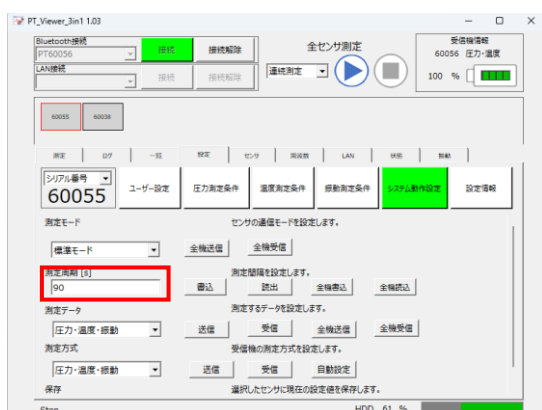 PT_Viewer_3in1 1.03
Bluetooth接続
PT60056
接続
接続解除
LAN接続
接続
接続解除
全センサ測定
連続測定
受信機情報
60056 圧力・温度
100 %
60055
60038
測定 ログ 一覧 設定 センサ 周波数 LAN 状態 無線
シリアル番号
60055
ユーザー設定
圧力測定条件
温度測定条件
振動測定条件
システム動作設定
設定情報
測定モード
センサの通信モードを設定します。
標準モード
全機送信
全機受信
測定周期 [s]
測定間隔を設定します。
90
書込
読出
全機書込
全機読込
測定データ
測定するデータを設定します。
圧力・温度・振動
送信
受信
全機送信
全機受信
測定方式
受信機の測定方式を設定します。
圧力・温度・振動
送信
受信
自動設定
保存
選択したセンサに現在の設定値を保存します。
Stop
HDD 61 %